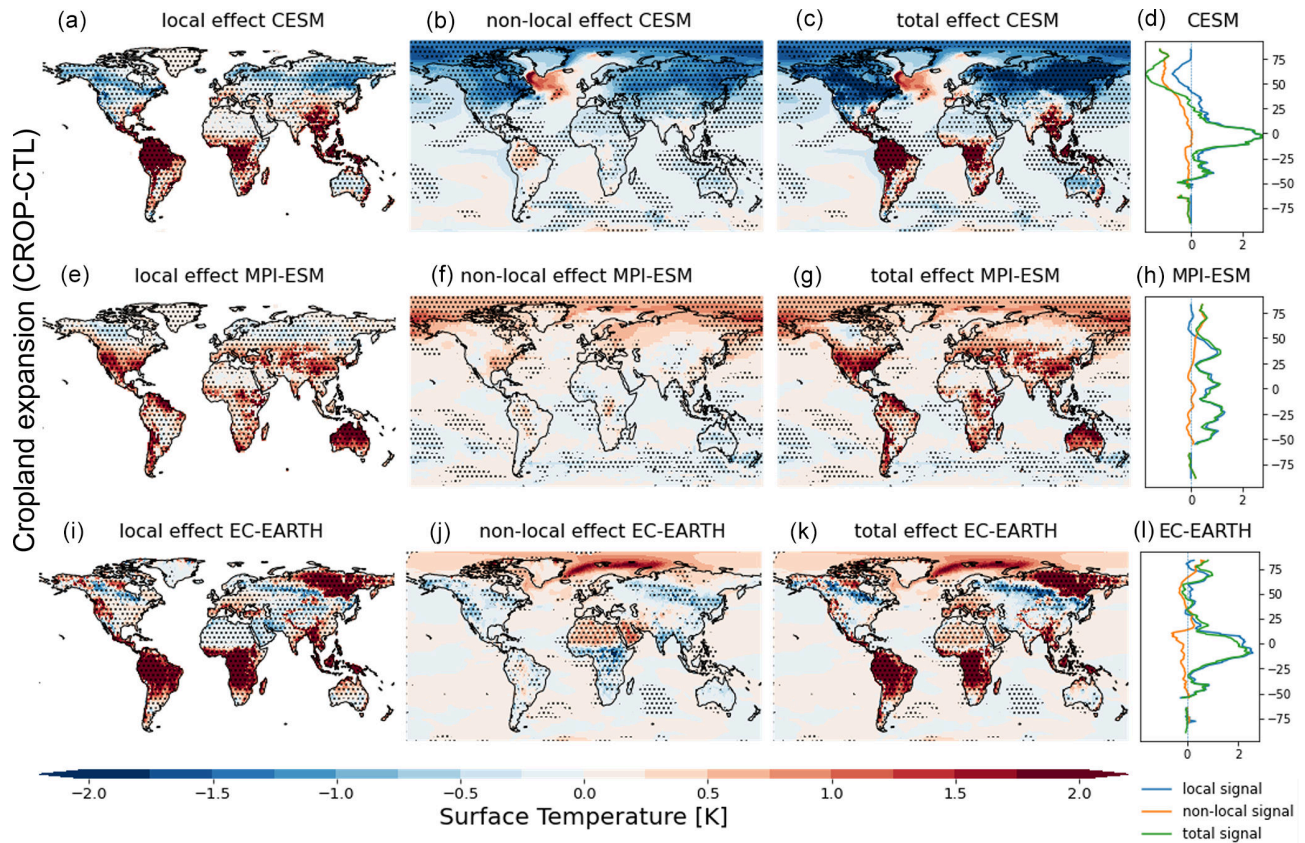 Cropland expansion (CROP-CTL)
(a) local effect CESM
(b) non-local effect CESM
(c) total effect CESM
(d) CESM
75
50
25
0
−25
−50
−75
0 2
(e) local effect MPI-ESM
(f) non-local effect MPI-ESM
(g) total effect MPI-ESM
(h) MPI-ESM
75
50
25
0
−25
−50
−75
0 2
(i) local effect EC-EARTH
(j) non-local effect EC-EARTH
(k) total effect EC-EARTH
(l) EC-EARTH
75
50
25
0
−25
−50
−75
0 2
−2.0 −1.5 −1.0 −0.5 0.0 0.5 1.0 1.5 2.0
Surface Temperature [K]
local signal
non-local signal
total signal